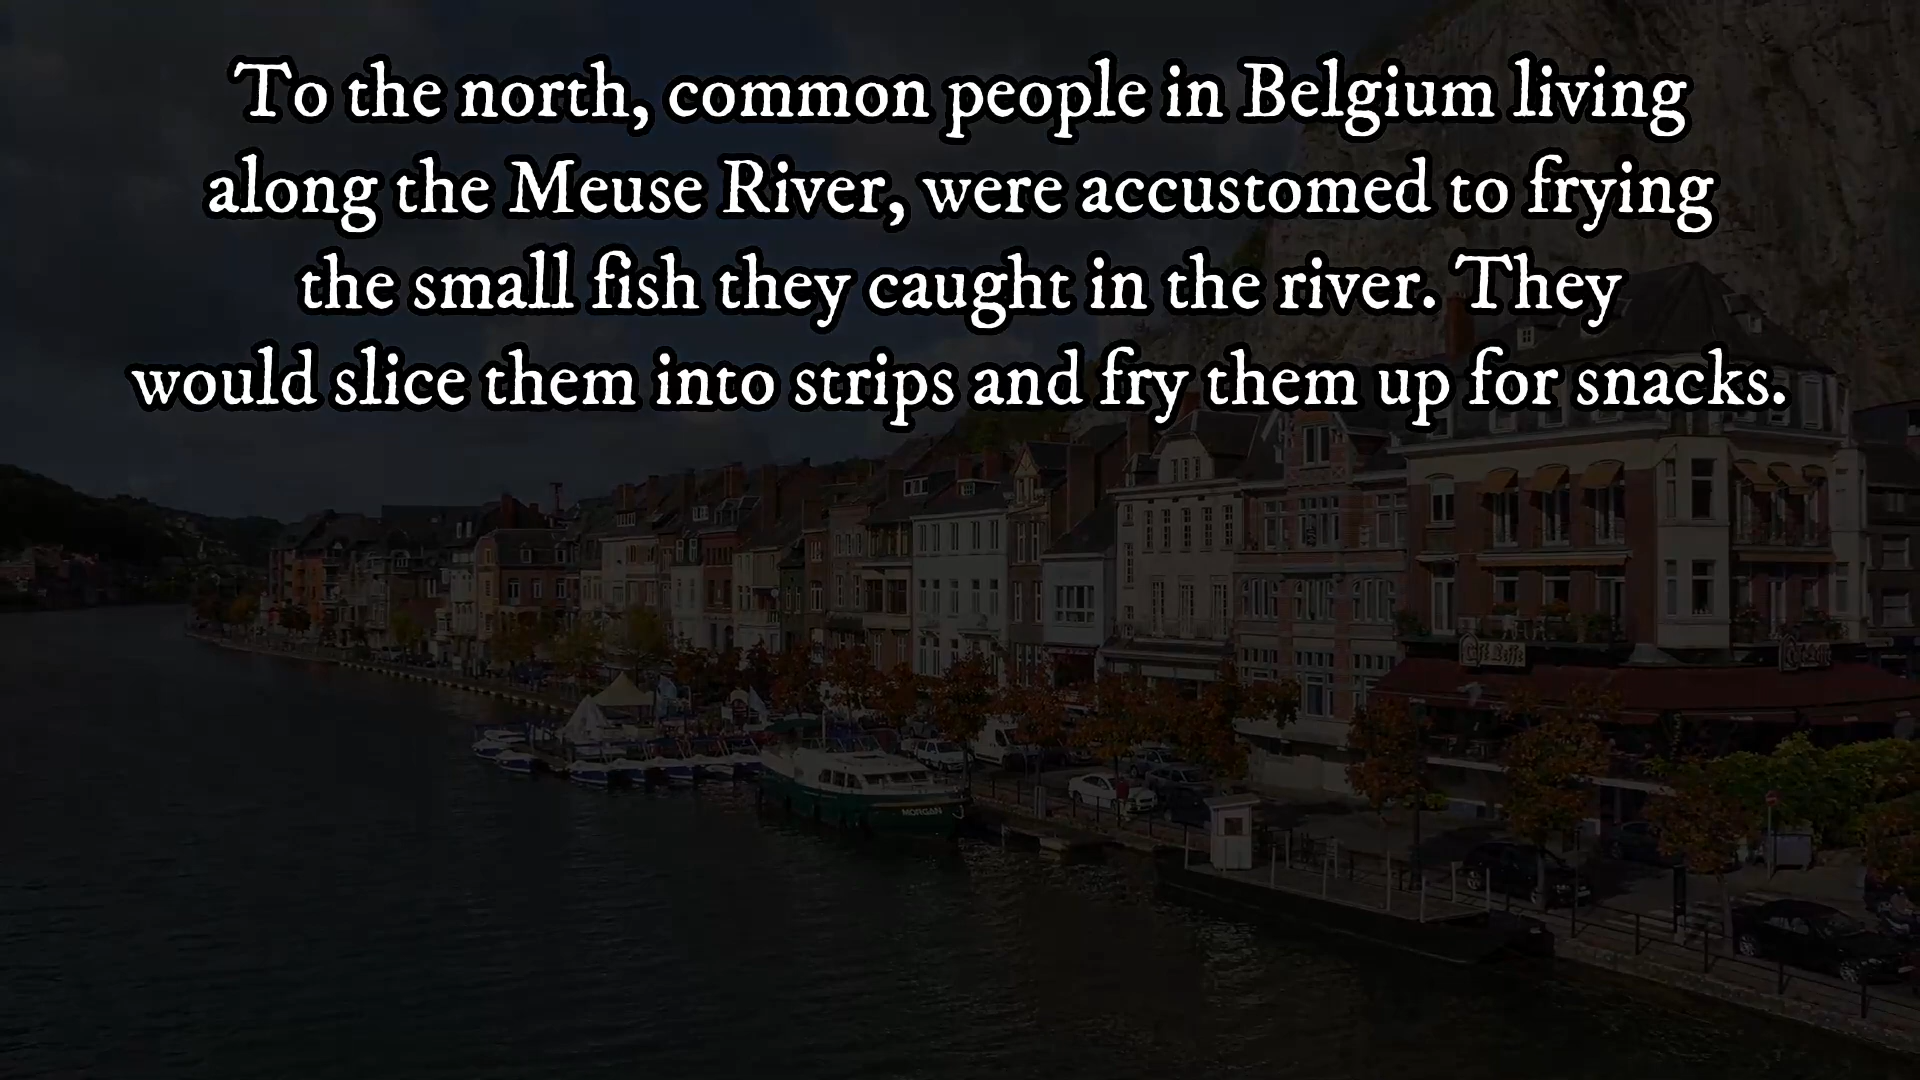 To the north, common people in Belgium living
along the Meuse River, were accustomed to frying
the small fish they caught in the river. They
would slice them into strips and fry them up for snacks.
MORGAN